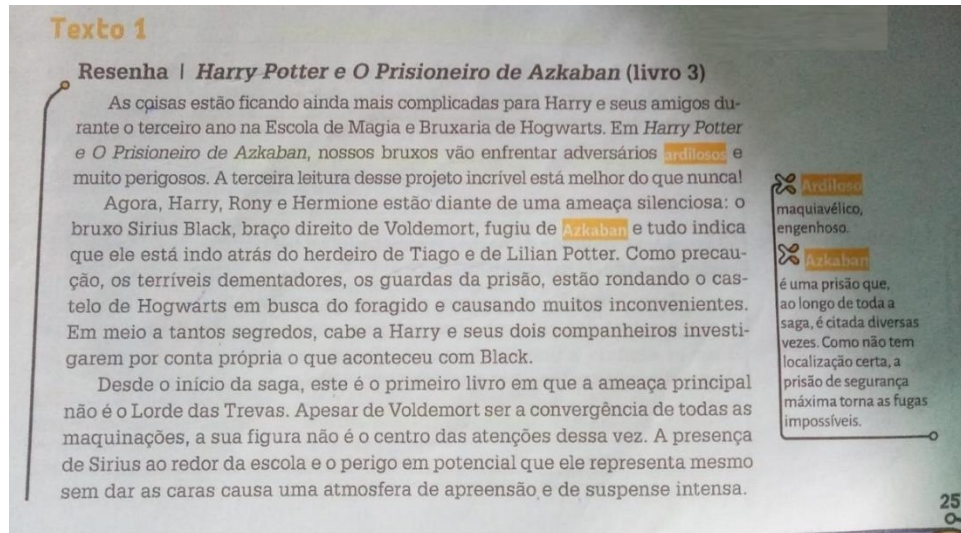 Texto 1
Resenha | Harry Potter e O Prisioneiro de Azkaban (livro 3)
As coisas estão ficando ainda mais complicadas para Harry e seus amigos du-
rante o terceiro ano na Escola de Magia e Bruxaria de Hogwarts. Em Harry Potter
e O Prisioneiro de Azkaban, nossos bruxos vão enfrentar adversários ardilosos e
muito perigosos. A terceira leitura desse projeto incrível está melhor do que nunca!
Agora, Harry, Rony e Hermione estão diante de uma ameaça silenciosa: o
bruxo Sirius Black, braço direito de Voldemort, fugiu de Azkaban e tudo indica
que ele está indo atrás do herdeiro de Tiago e de Lilian Potter. Como precau-
ção, os terríveis dementadores, os guardas da prisão, estão rondando o cas-
telo de Hogwarts em busca do foragido e causando muitos inconvenientes.
Em meio a tantos segredos, cabe a Harry e seus dois companheiros investi-
garem por conta própria o que aconteceu com Black.
Desde o início da saga, este é o primeiro livro em que a ameaça principal
não é o Lorde das Trevas. Apesar de Voldemort ser a convergência de todas as
maquinações, a sua figura não é o centro das atenções dessa vez. A presença
de Sirius ao redor da escola e o perigo em potencial que ele representa mesmo
sem dar as caras causa uma atmosfera de apreensão e de suspense intensa.
Ardiloso
maquiavélico,
engenhoso.
Azkaban
é uma prisão que,
ao longo de toda a
saga, é citada diversas
vezes. Como não tem
localização certa, a
prisão de segurança
máxima torna as fugas
impossíveis.
25